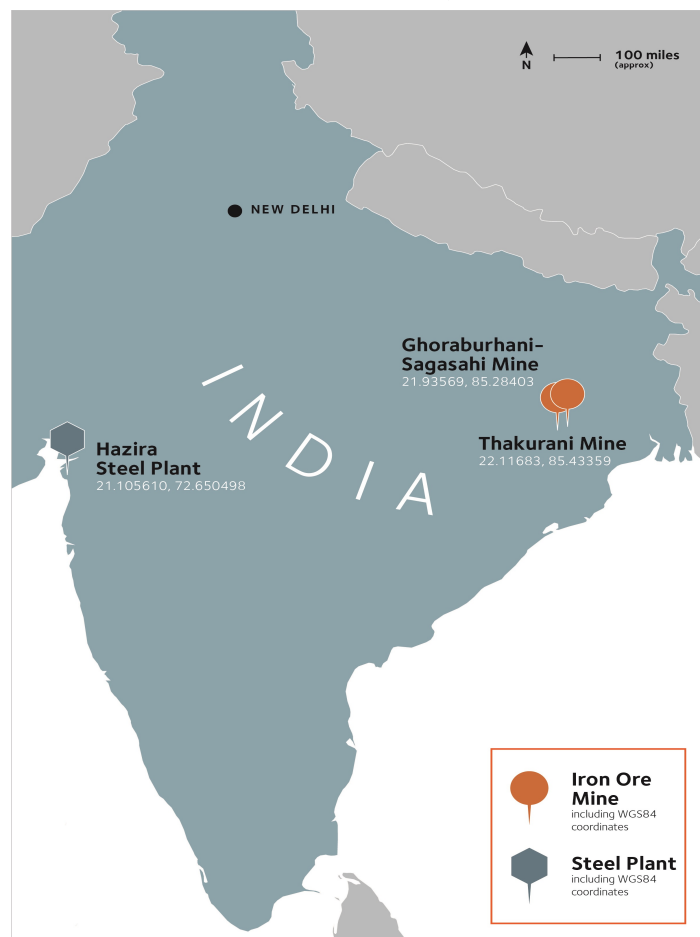 N
100 miles
(approx)
NEW DELHI
Ghoraburhani-
Sagasahi Mine
21.93569, 85.28403
INDIA
Thakurani Mine
22.11683, 85.43359
Hazira
Steel Plant
21.105610, 72.650498
Iron Ore
Mine
including WGS84
coordinates
Steel Plant
including WGS84
coordinates